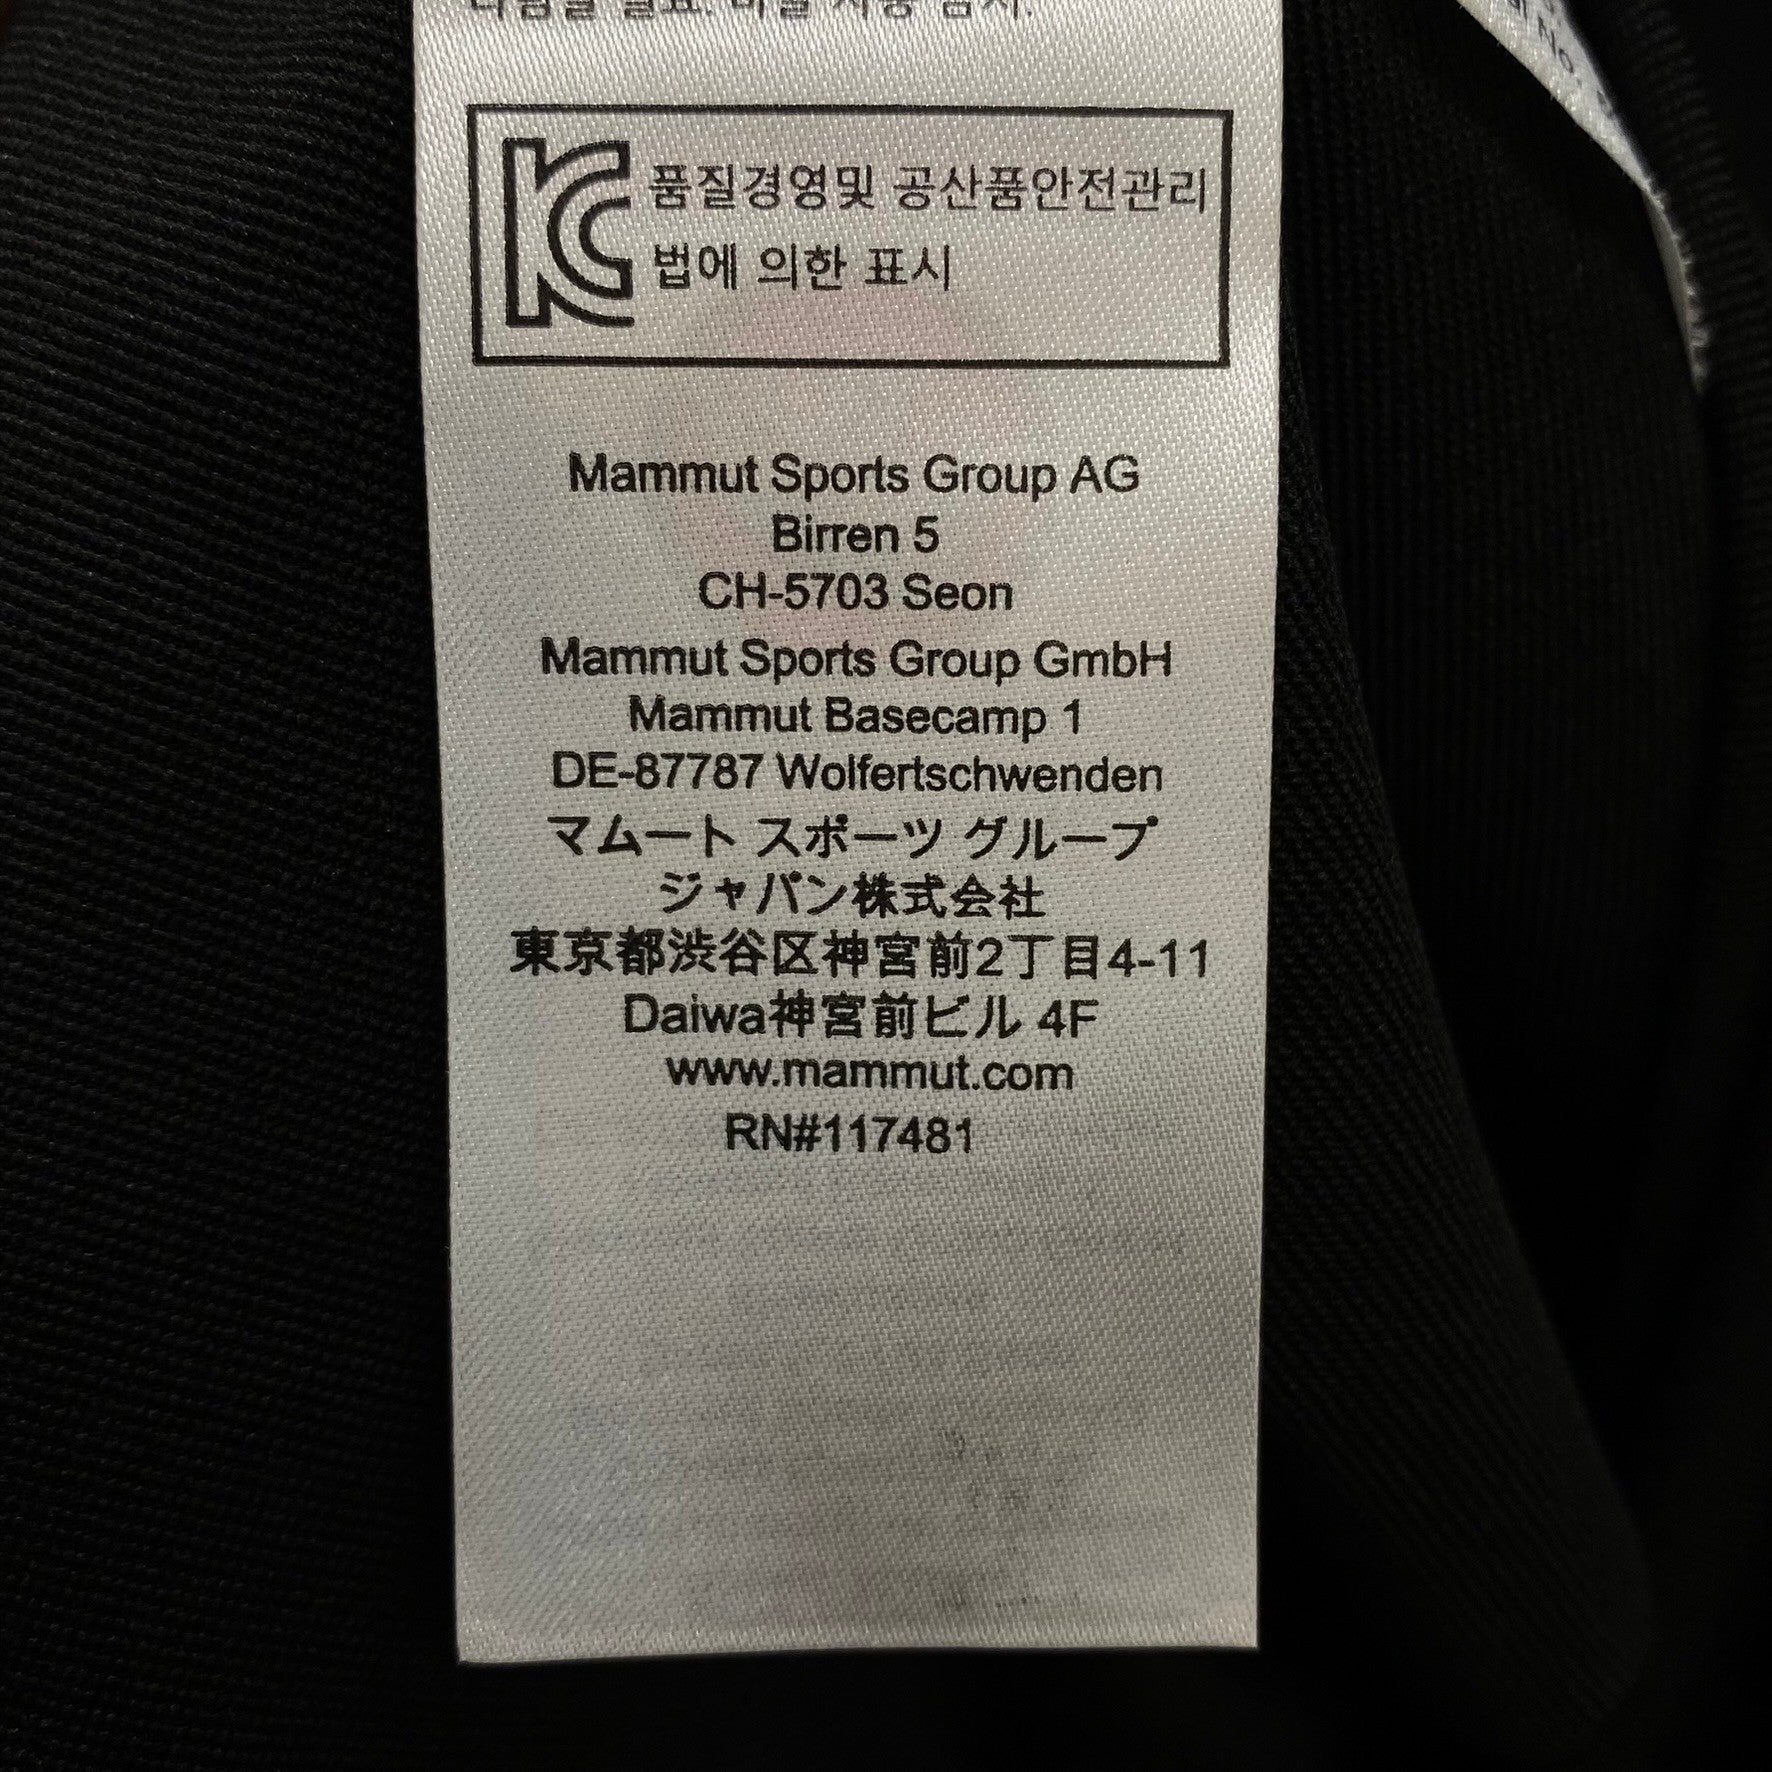 KC 품질경영및 공산품안전관리
법에 의한 표시
Mammut Sports Group AG
Birren 5
CH-5703 Seon
Mammut Sports Group GmbH
Mammut Basecamp 1
DE-87787 Wolfertschwenden
マムート スポーツ グループ
ジャパン株式会社
東京都渋谷区神宮前2丁目4-11
Daiwa神宮前ビル 4F
www.mammut.com
RN#117481
No.